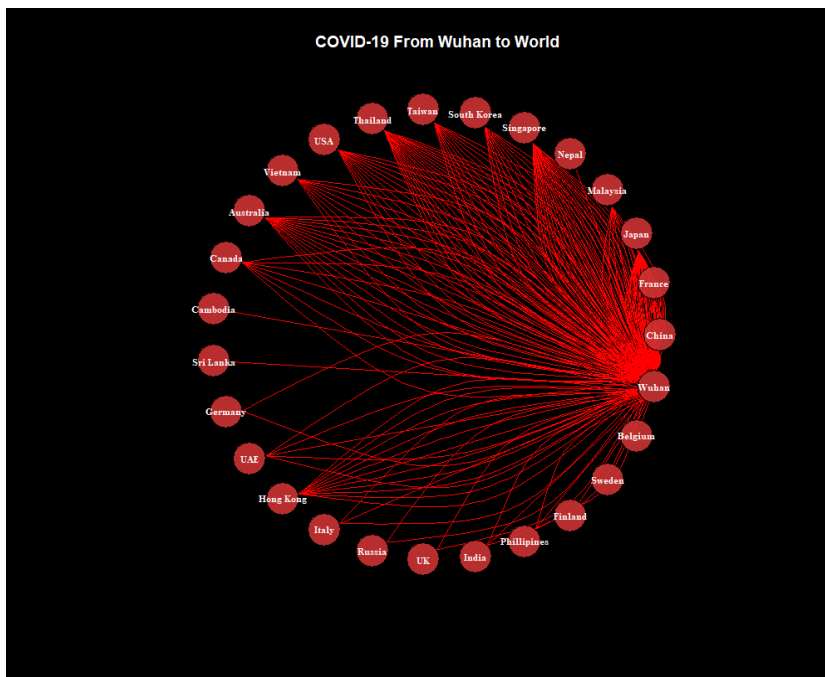 COVID-19 From Wuhan to World
Taiwan
South Korea
Thailand
Singapore
USA
Nepal
Vietnam
Malaysia
Australia
Japan
Canada
France
Cambodia
China
Sri Lanka
Wuhan
Germany
Belgium
UAE
Sweden
Hong Kong
Finland
Italy
Phillipines
Russia
India
UK